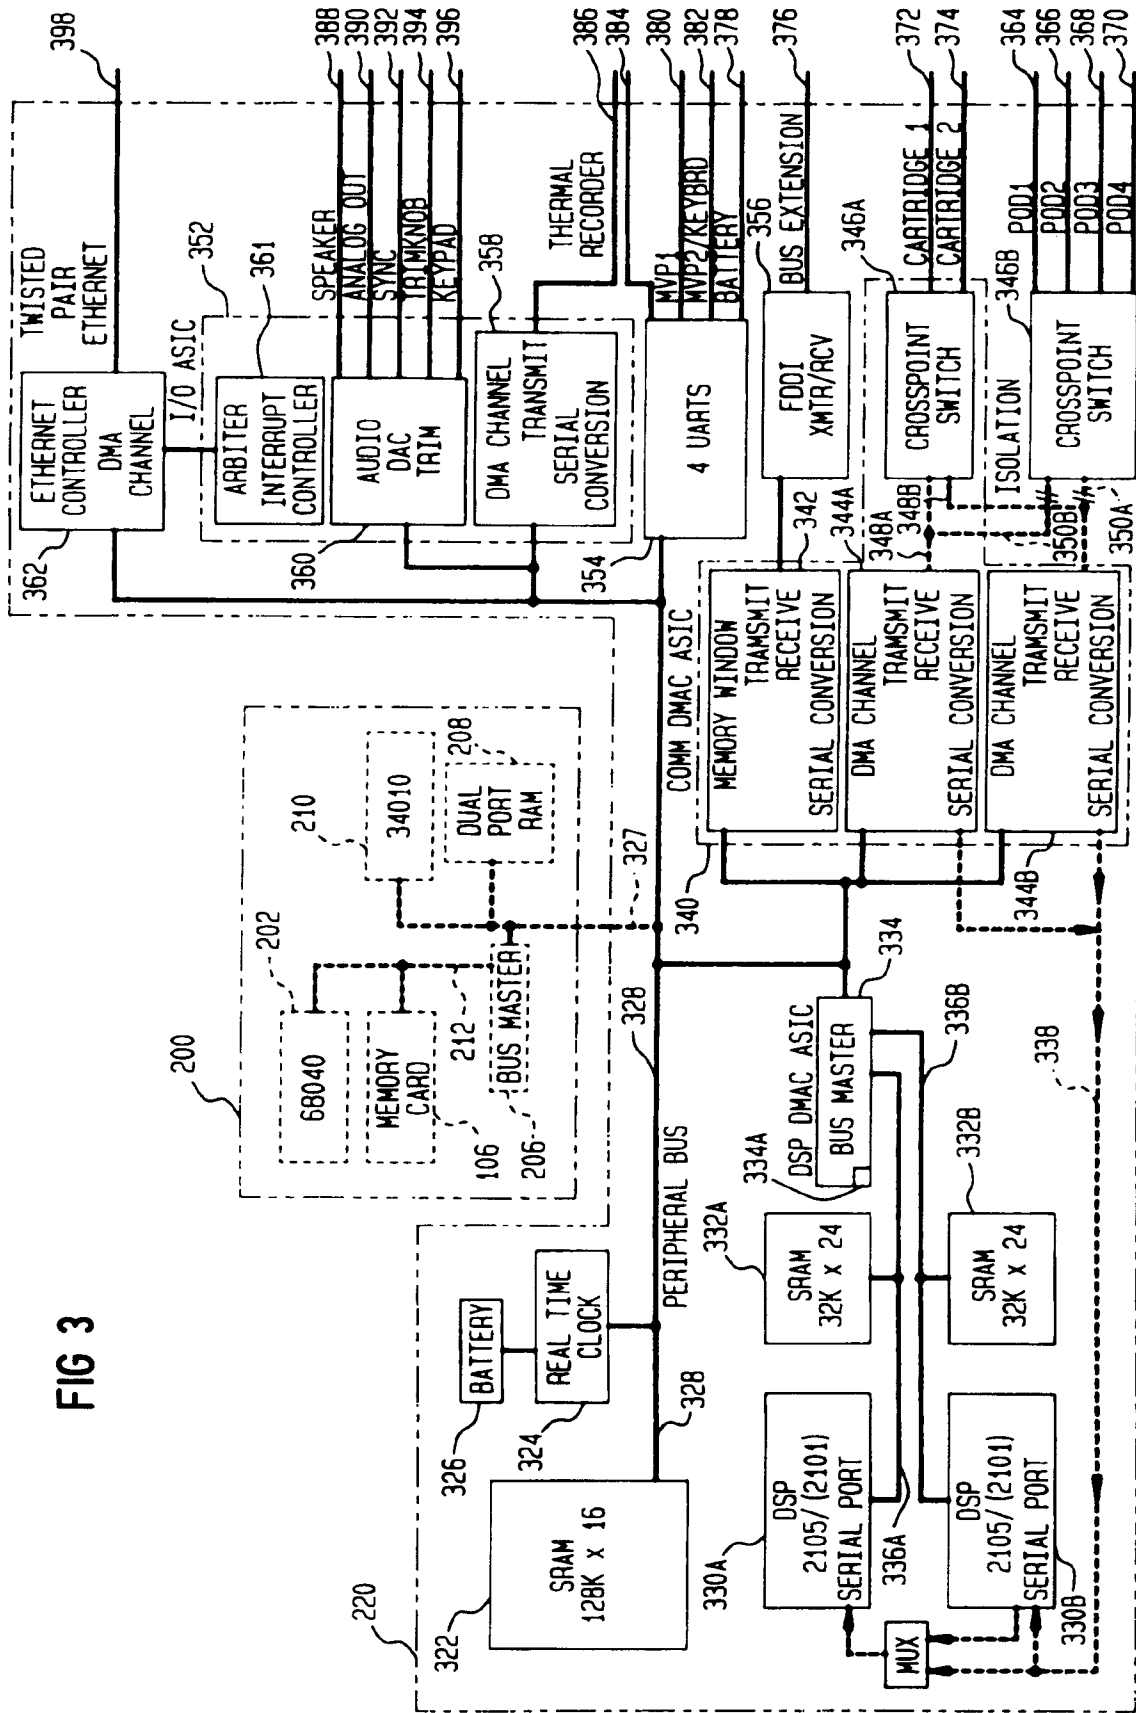 FIG 3
220
322
SRAM
128K x 16
326
BATTERY
324
REAL TIME
CLOCK
328
PERIPHERAL BUS
328
200
202
68040
MEMORY
CARD
106
212
BUS MASTER
206
210
34010
208
DUAL
PORT
RAM
327
330A
DSP
2105/(2101)
SERIAL PORT
336A
332A
SRAM
32K x 24
334A
DSP DMAC ASIC
BUS MASTER
334
336B
332B
SRAM
32K x 24
DSP
2105/(2101)
SERIAL PORT
330B
MUX
338
362
ETHERNET
CONTROLLER
DMA
CHANNEL
TWISTED
PAIR
ETHERNET
398
I/O ASIC
352
361
ARBITER
INTERRUPT
CONTROLLER
360
AUDIO
DAC
TRIM
SPEAKER
ANALOG OUT
SYNC
TRIMKNOB
KEYPAD
388
390
392
394
396
358
DMA CHANNEL
TRANSMIT
SERIAL
CONVERSION
THERMAL
RECORDER
386
384
354
4 UARTS
MVP1
MVP2/KEYBRD
BATTERY
380
382
378
COMM DMAC ASIC
340
MEMORY WINDOW
TRAMSMIT
RECEIVE
SERIAL CONVERSION
342
356
FDDI
XMTR/RCV
BUS EXTENSION
376
344A
DMA CHANNEL
TRAMSMIT
RECEIVE
SERIAL CONVERSION
348A
348B
346A
CROSSPOINT
SWITCH
CARTRIDGE 1
CARTRIDGE 2
372
374
344B
DMA CHANNEL
TRAMSMIT
RECEIVE
SERIAL CONVERSION
350B
350A
ISOLATION
346B
CROSSPOINT
SWITCH
POD1
POD2
POD3
POD4
364
366
368
370